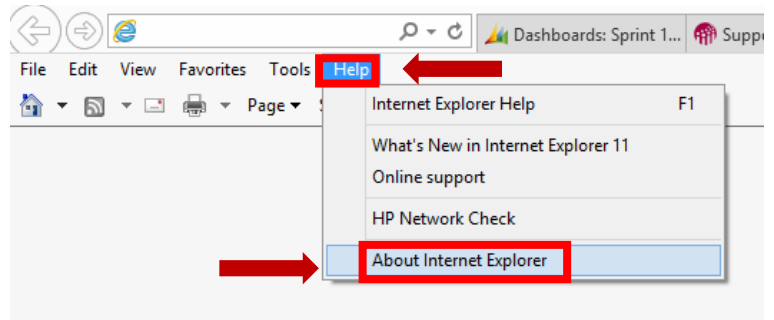 Dashboards: Sprint 1... Suppo
File Edit View Favorites Tools Help
Page
Internet Explorer Help F1
What's New in Internet Explorer 11
Online support
HP Network Check
About Internet Explorer